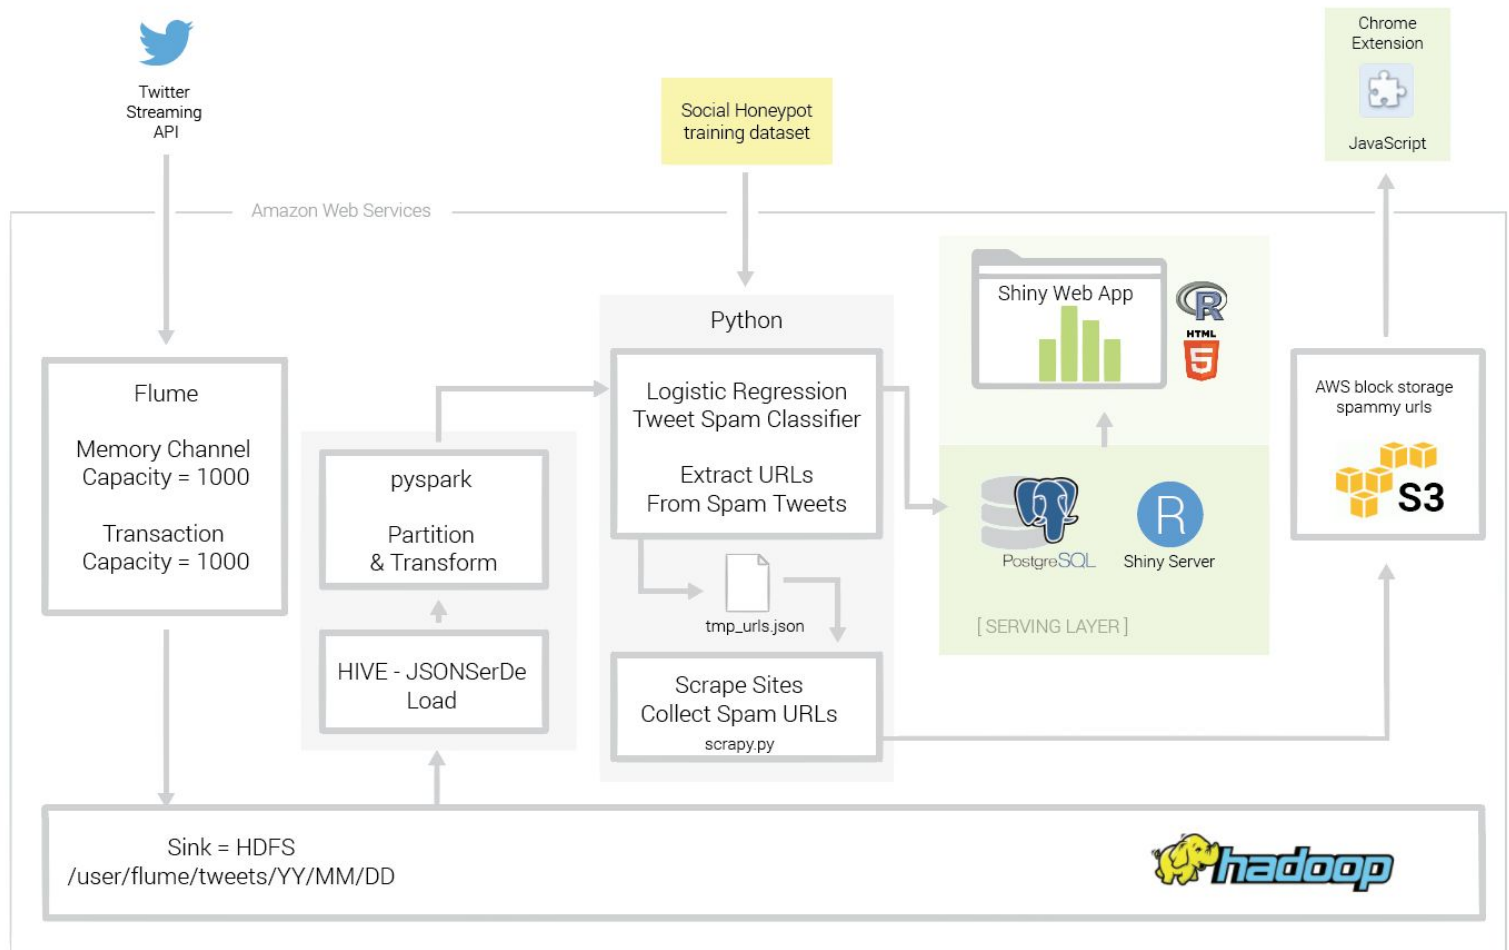 Twitter
Streaming
API
Social Honeypot
training dataset
Chrome
Extension
JavaScript
Amazon Web Services
Flume
Memory Channel
Capacity = 1000
Transaction
Capacity = 1000
pyspark
Partition
& Transform
HIVE - JSONSerDe
Load
Python
Logistic Regression
Tweet Spam Classifier
Extract URLs
From Spam Tweets
tmp_urls.json
Scrape Sites
Collect Spam URLs
scrapy.py
Shiny Web App
R
HTML
5
PostgreSQL
R
Shiny Server
[ SERVING LAYER ]
AWS block storage
spammy urls
S3
Sink = HDFS
/user/flume/tweets/YY/MM/DD
hadoop